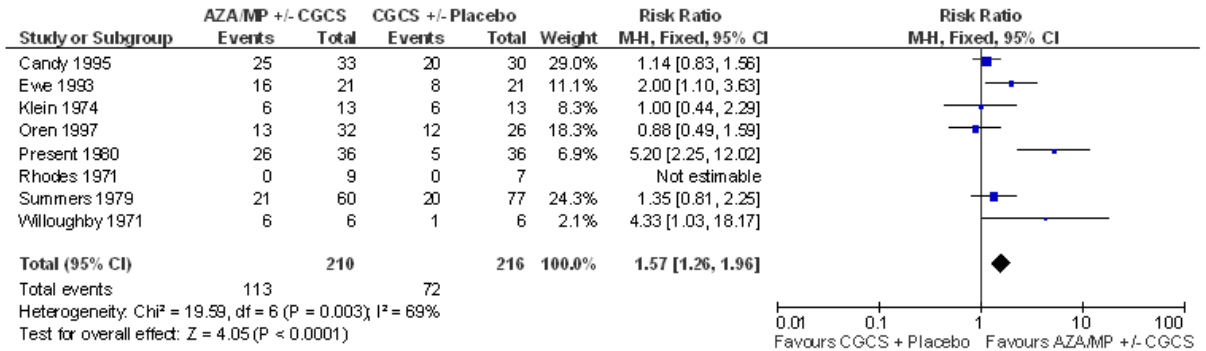 AZA/MP +/- CGCS CGCS +/- Placebo Risk Ratio Risk Ratio
Study or Subgroup Events Total Events Total Weight M-H, Fixed, 95% CI M-H, Fixed, 95% CI
Candy 1995 25 33 20 30 29.0% 1.14 [0.83, 1.56]
Ewe 1993 16 21 8 21 11.1% 2.00 [1.10, 3.63]
Klein 1974 6 13 6 13 8.3% 1.00 [0.44, 2.29]
Oren 1997 13 32 12 26 18.3% 0.88 [0.49, 1.59]
Present 1980 26 36 5 36 6.9% 5.20 [2.25, 12.02]
Rhodes 1971 0 9 0 7 Not estimable
Summers 1979 21 60 20 77 24.3% 1.35 [0.81, 2.25]
Willoughby 1971 6 6 1 6 2.1% 4.33 [1.03, 18.17]
Total (95% CI) 210 216 100.0% 1.57 [1.26, 1.96]
Total events 113 72
Heterogeneity: Chi² = 19.59, df = 6 (P = 0.003); I² = 69%
Test for overall effect: Z = 4.05 (P < 0.0001)
0.01 0.1 1 10 100
Favours CGCS + Placebo Favours AZA/MP +/- CGCS